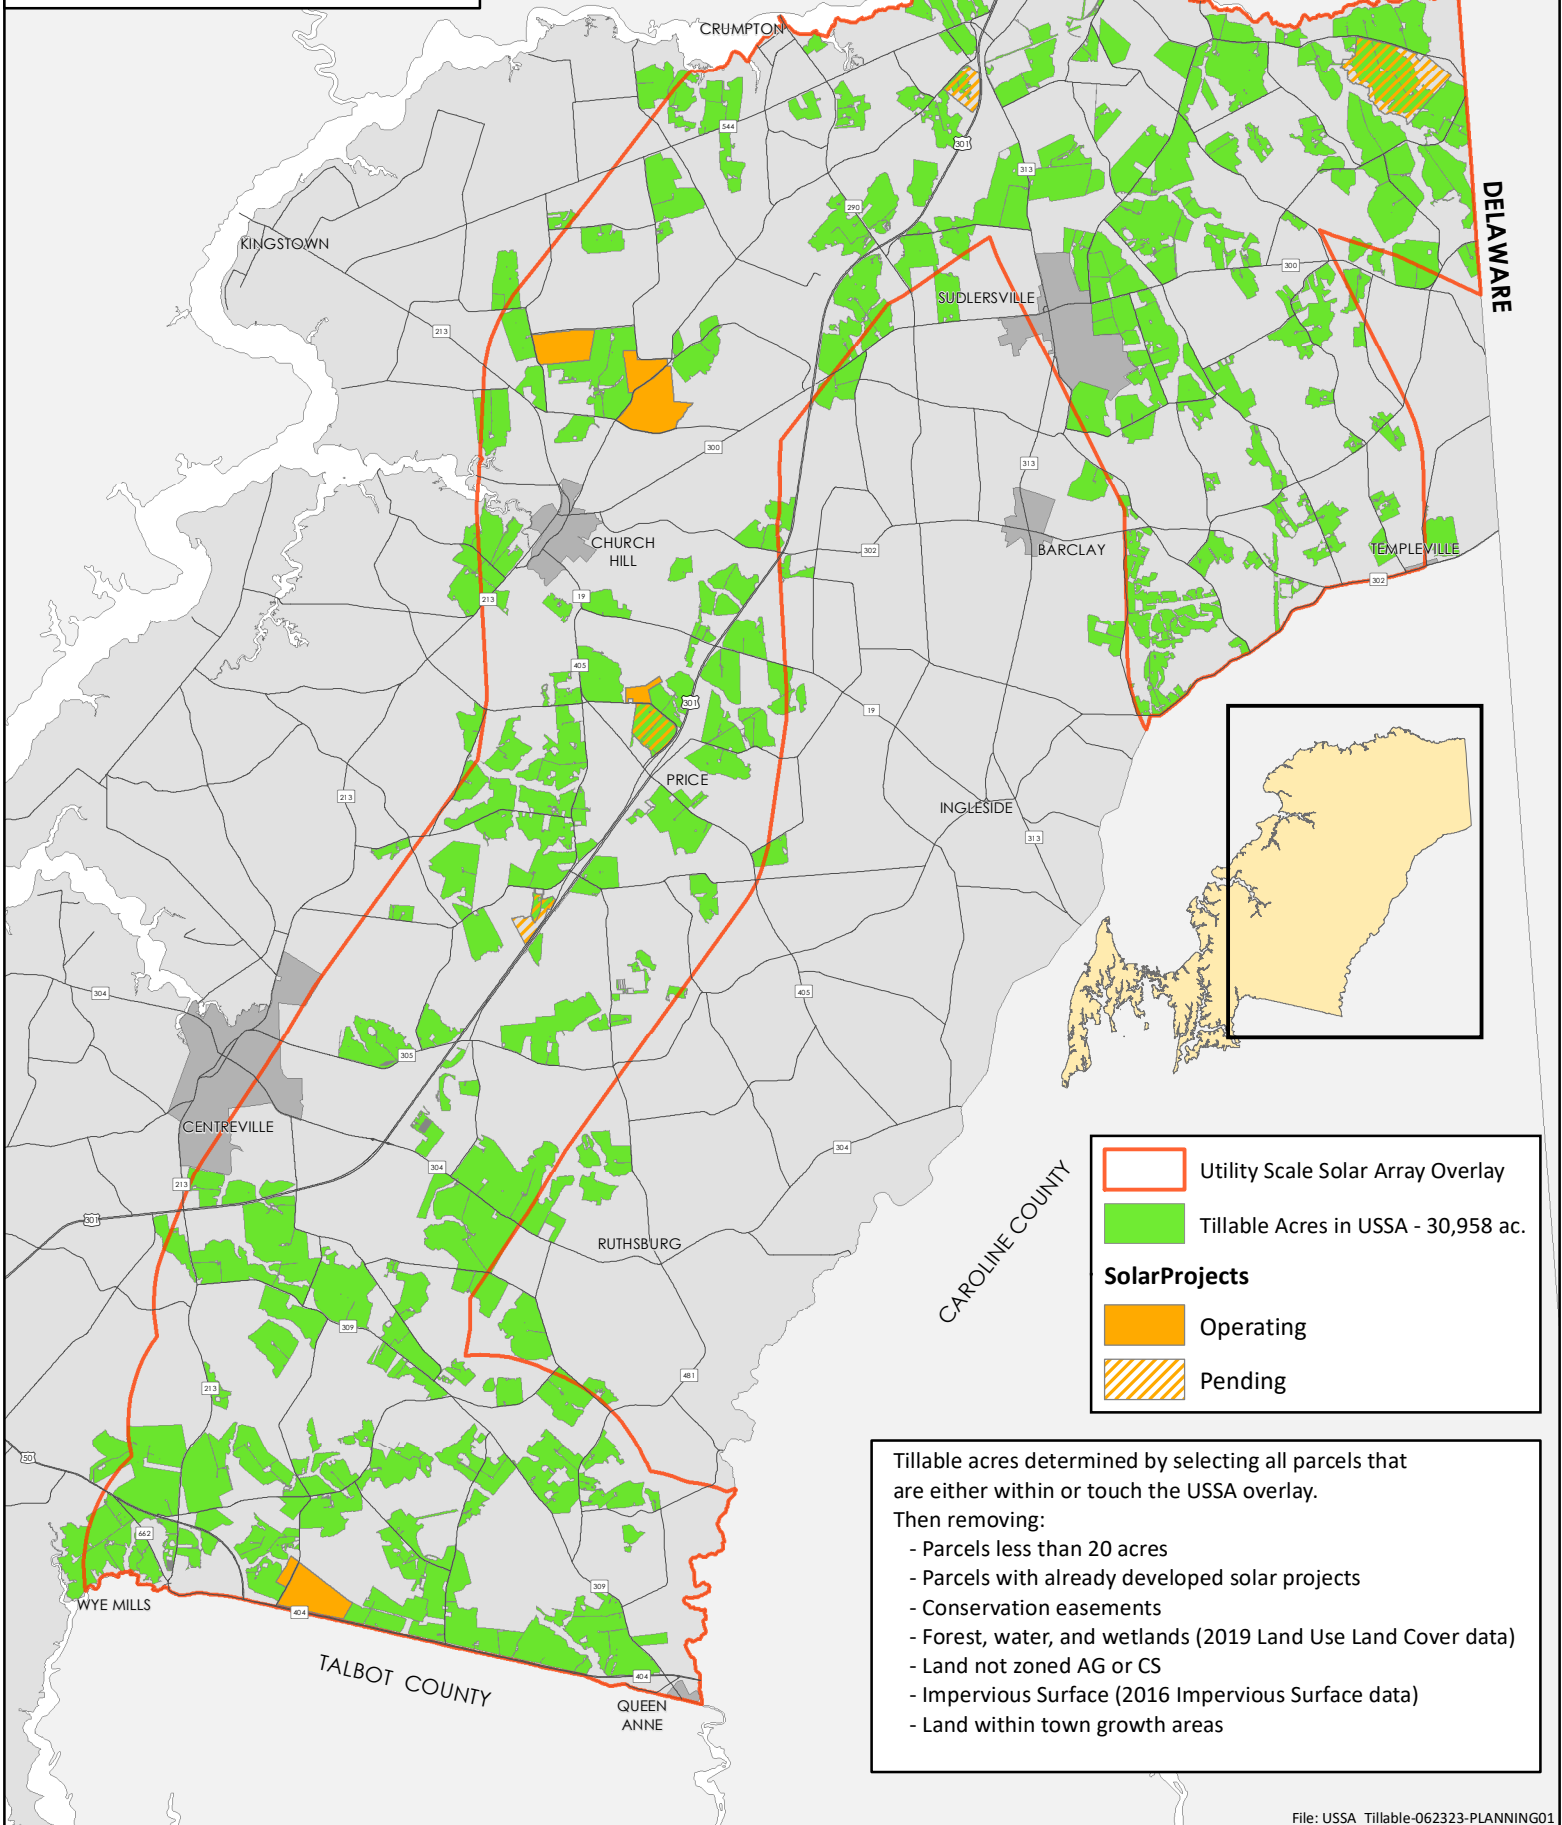 CRUMPTON
544
301
313
290
KINGSTOWN
DELAWARE
300
SUDLERSVILLE
213
300
313
CHURCH
HILL
302
BARCLAY
TEMPLEVILLE
302
213
19
405
301
19
PRICE
213
INGLESIDE
313
304
405
305
CENTREVILLE
304
304
213
301
RUTHSBURG
CAROLINE COUNTY
309
481
213
50
662
WYE MILLS
404
309
404
TALBOT COUNTY
QUEEN
ANNE
Utility Scale Solar Array Overlay
Tillable Acres in USSA - 30,958 ac.
SolarProjects
Operating
Pending
Tillable acres determined by selecting all parcels that
are either within or touch the USSA overlay.
Then removing:
- Parcels less than 20 acres
- Parcels with already developed solar projects
- Conservation easements
- Forest, water, and wetlands (2019 Land Use Land Cover data)
- Land not zoned AG or CS
- Impervious Surface (2016 Impervious Surface data)
- Land within town growth areas
File: USSA_Tillable-062323-PLANNING01